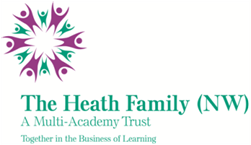 The Heath Family (NW)
A Multi-Academy Trust
Together in the Business of Learning